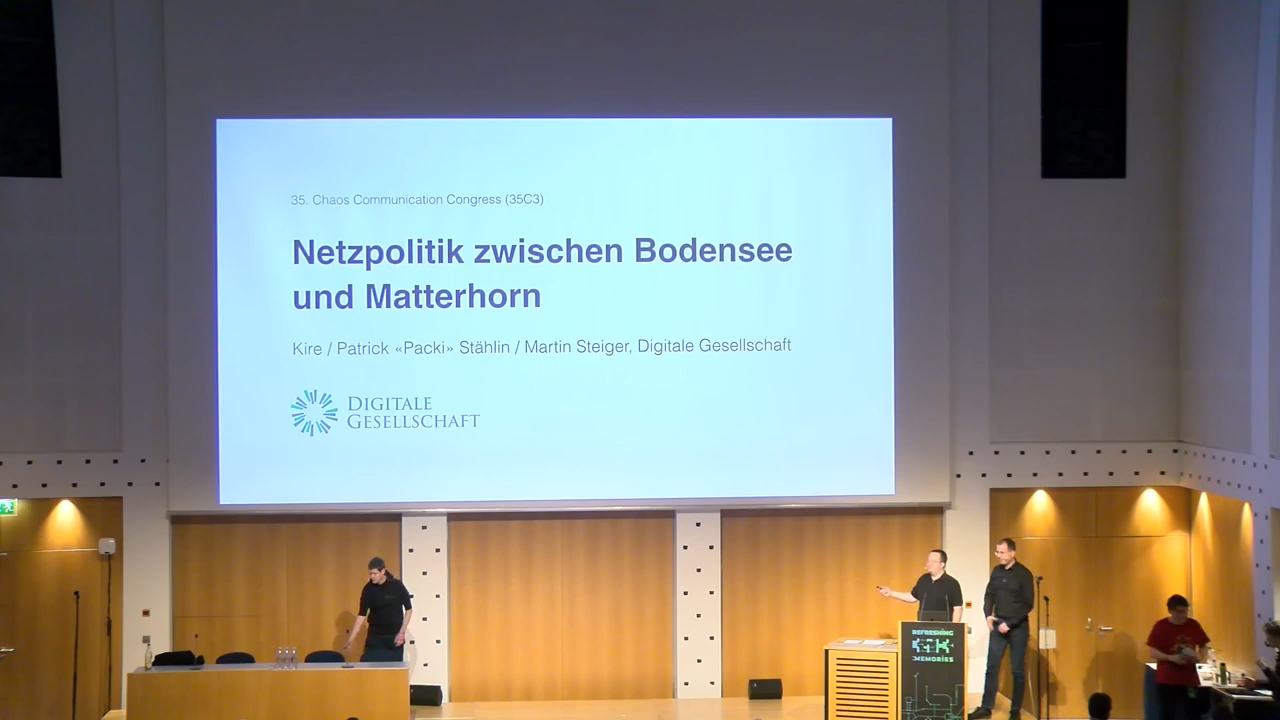 35. Chaos Communication Congress (35C3)
Netzpolitik zwischen Bodensee
und Matterhorn
Kire / Patrick «Packi» Stählin / Martin Steiger, Digitale Gesellschaft
DIGITALE
GESELLSCHAFT
REFRESHING
MEMORIES